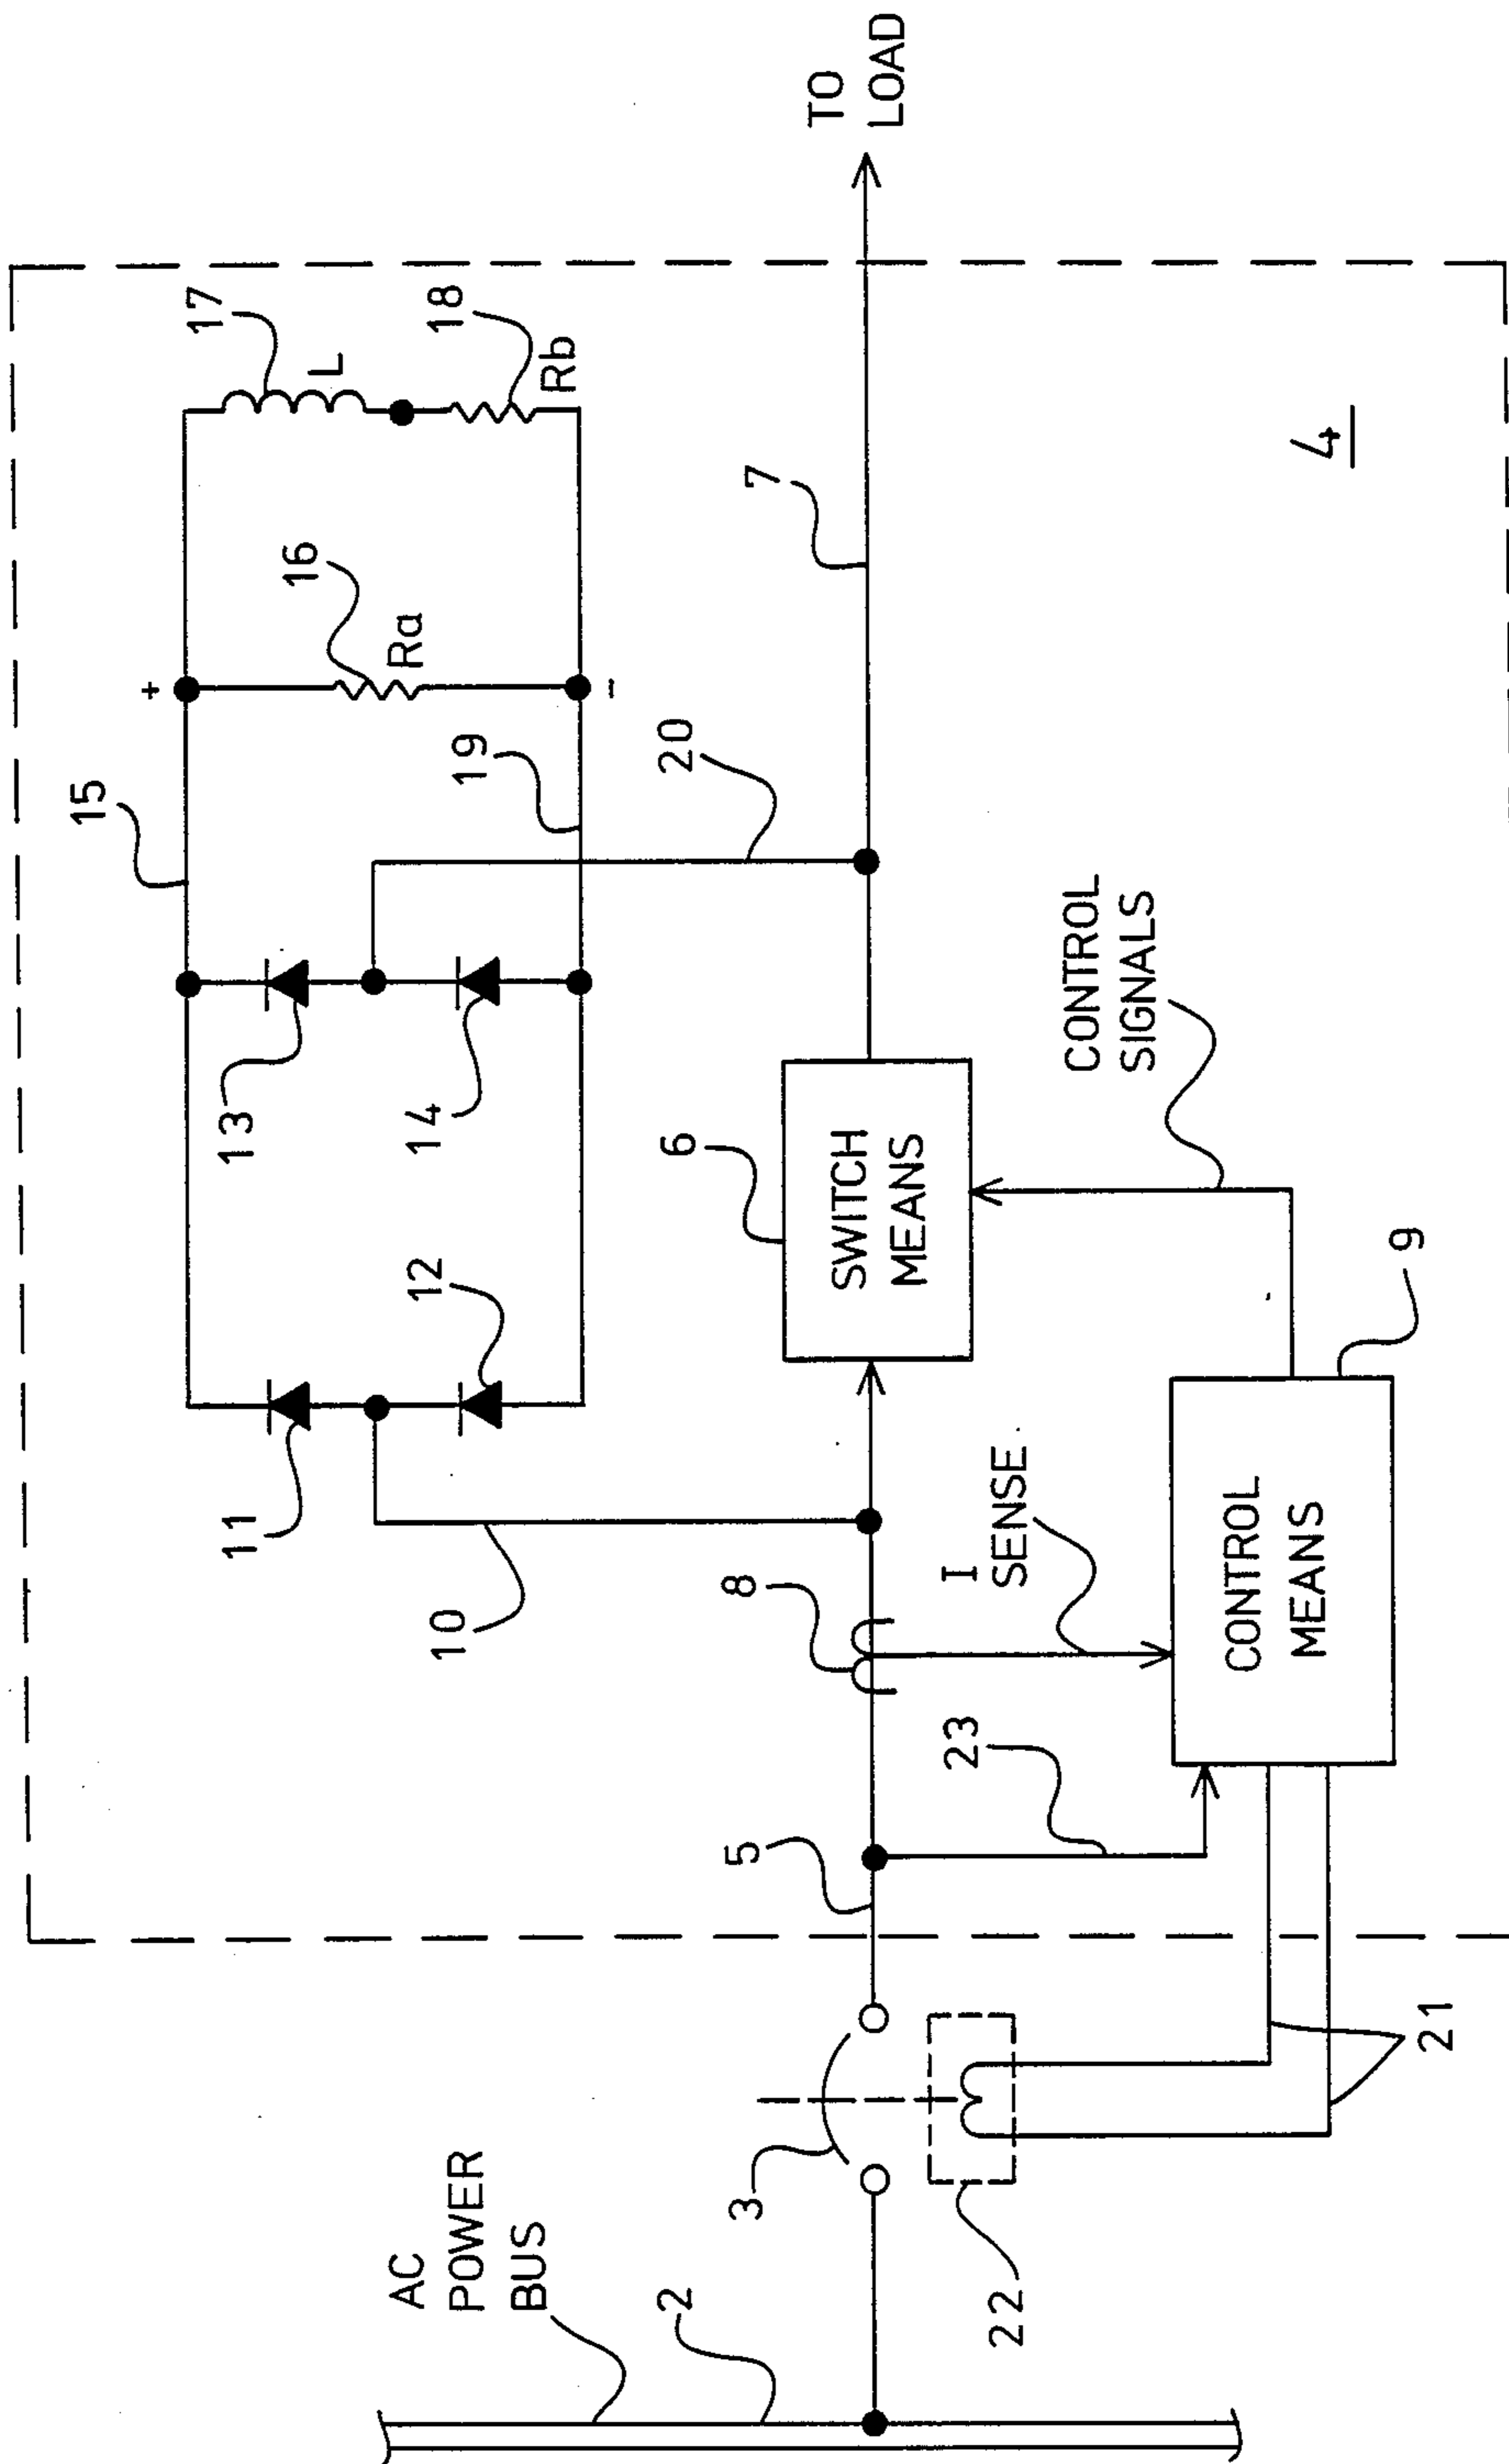 AC
POWER
BUS
2
3
22
21
5
23
8
I
SENSE
10
11
12
13
14
15
16
Ra
+
-
17
L
18
Rb
19
20
6
SWITCH
MEANS
7
CONTROL
SIGNALS
9
CONTROL
MEANS
4
TO
LOAD